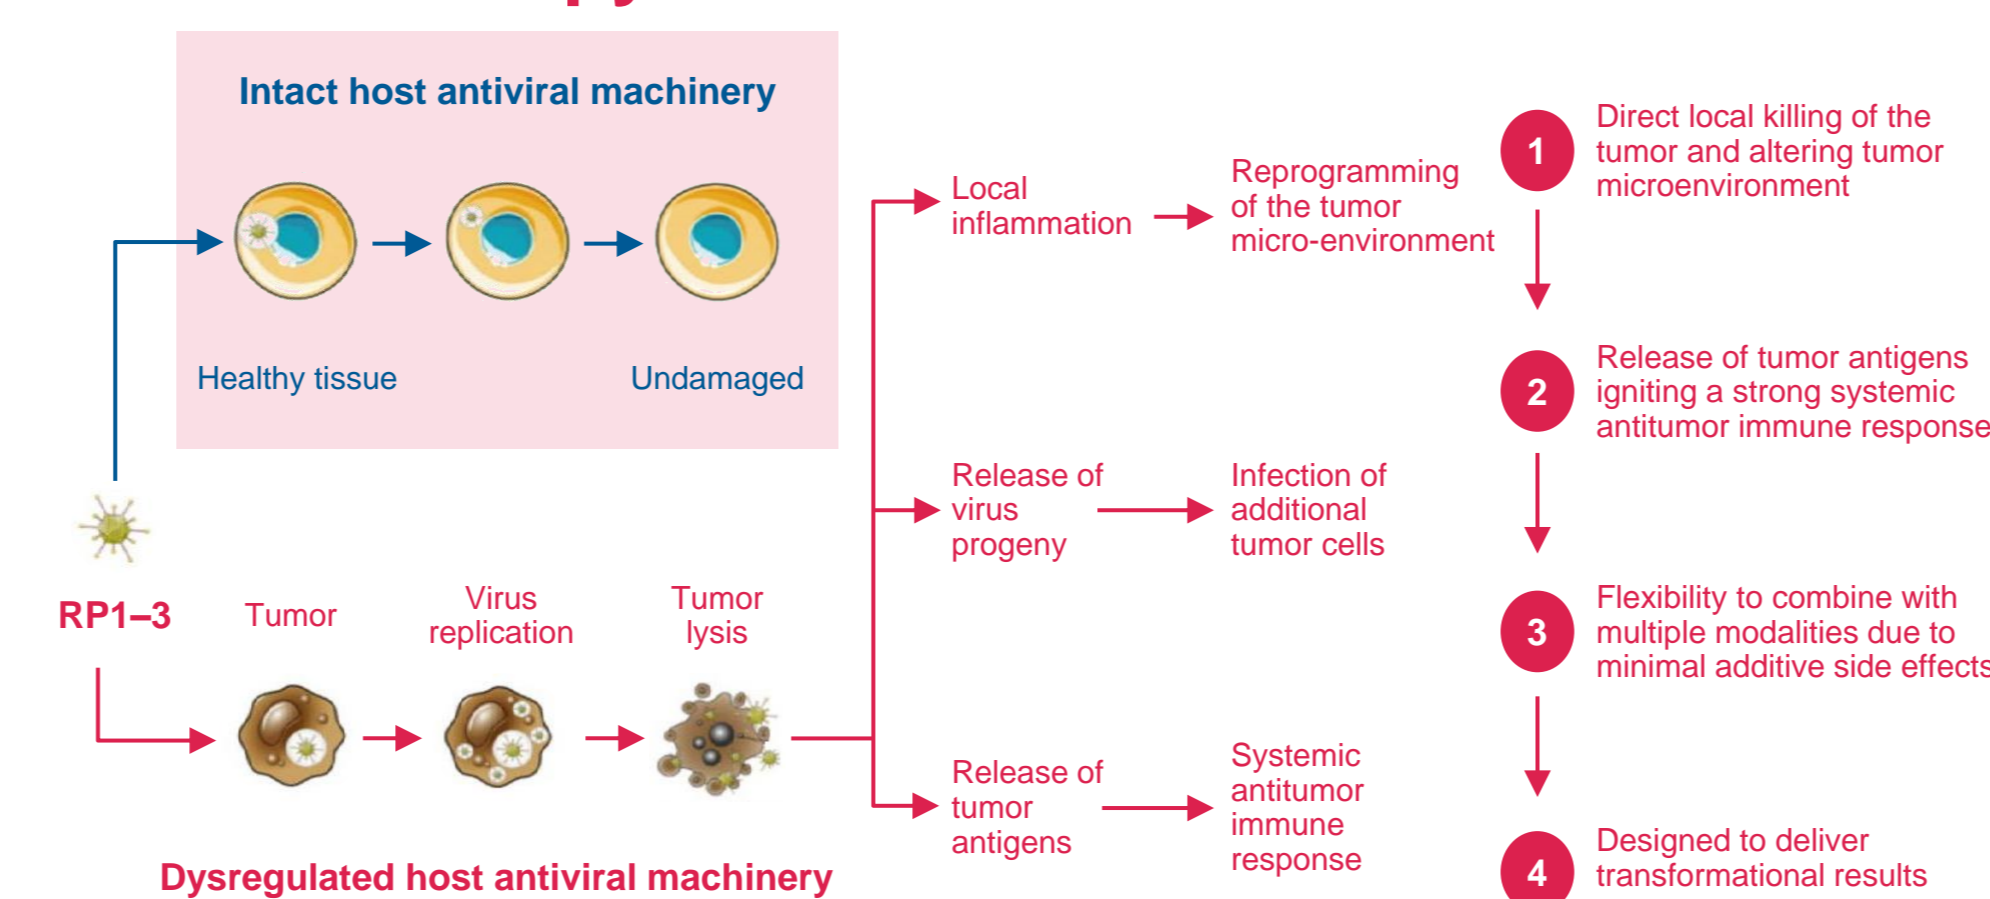 Intact host antiviral machinery
Healthy tissue
Undamaged
RP1–3
Tumor
Virus
replication
Tumor
lysis
Dysregulated host antiviral machinery
Local
inflammation
Reprogramming
of the tumor
micro-environment
Release of
virus
progeny
Infection of
additional
tumor cells
Release of
tumor
antigens
Systemic
antitumor
immune
response
1
Direct local killing of the
tumor and altering tumor
microenvironment
2
Release of tumor antigens
igniting a strong systemic
antitumor immune response
3
Flexibility to combine with
multiple modalities due to
minimal additive side effects
4
Designed to deliver
transformational results